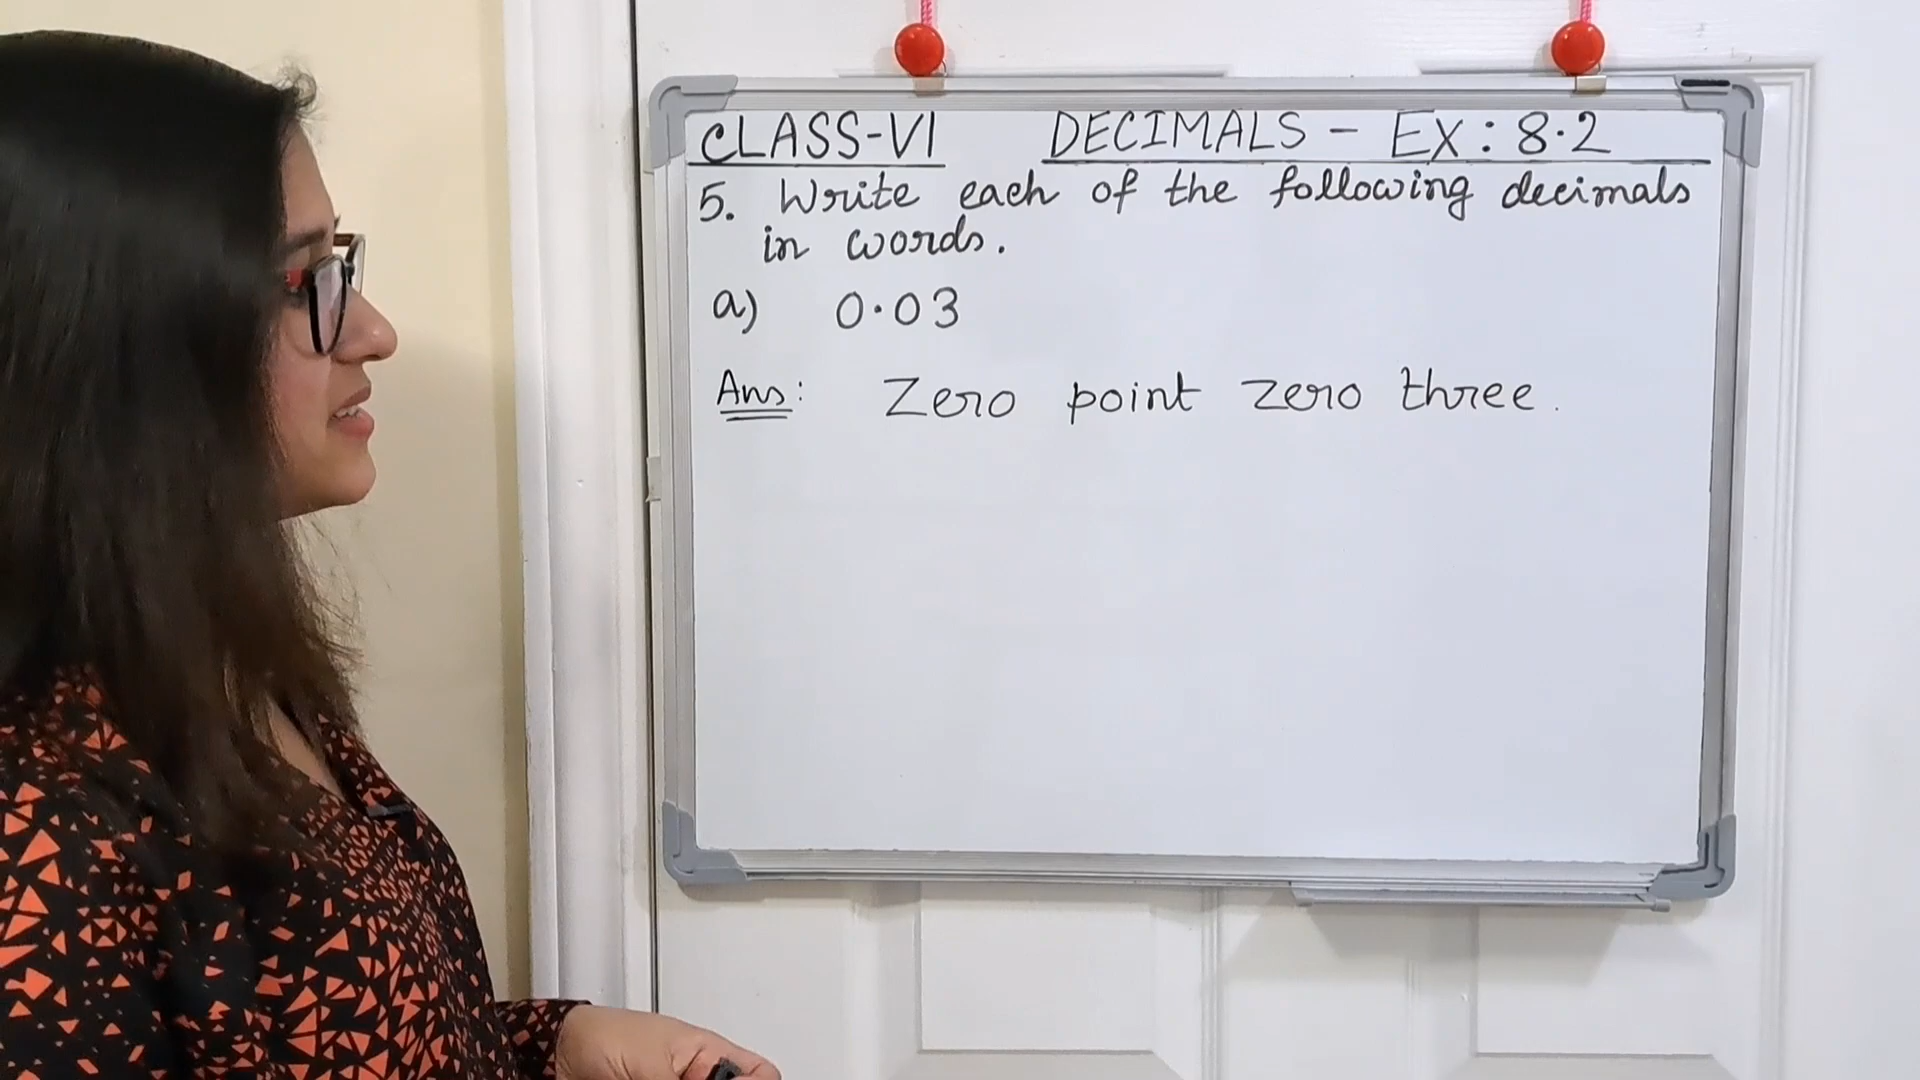 CLASS-VI DECIMALS - EX: 8.2
5. Write each of the following decimals
in words.
a) 0.03
Ans: Zero point zero three.